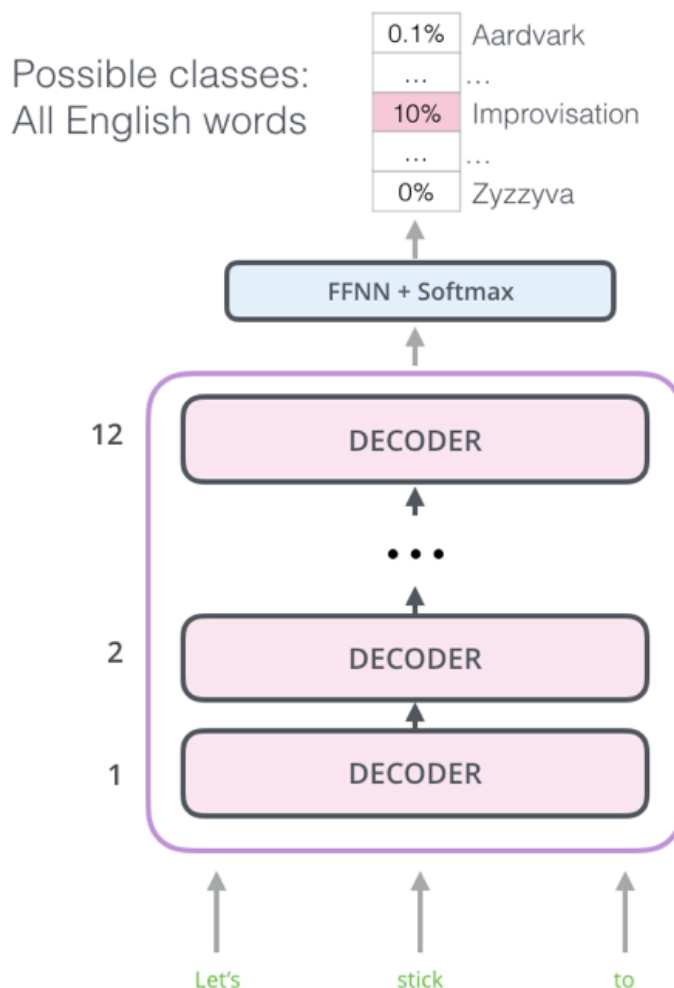 0.1% Aardvark
Possible classes:
... ...
All English words
10% Improvisation
... ...
0% Zyzzyva
FFNN + Softmax
12 DECODER
...
2 DECODER
1 DECODER
Let's stick to